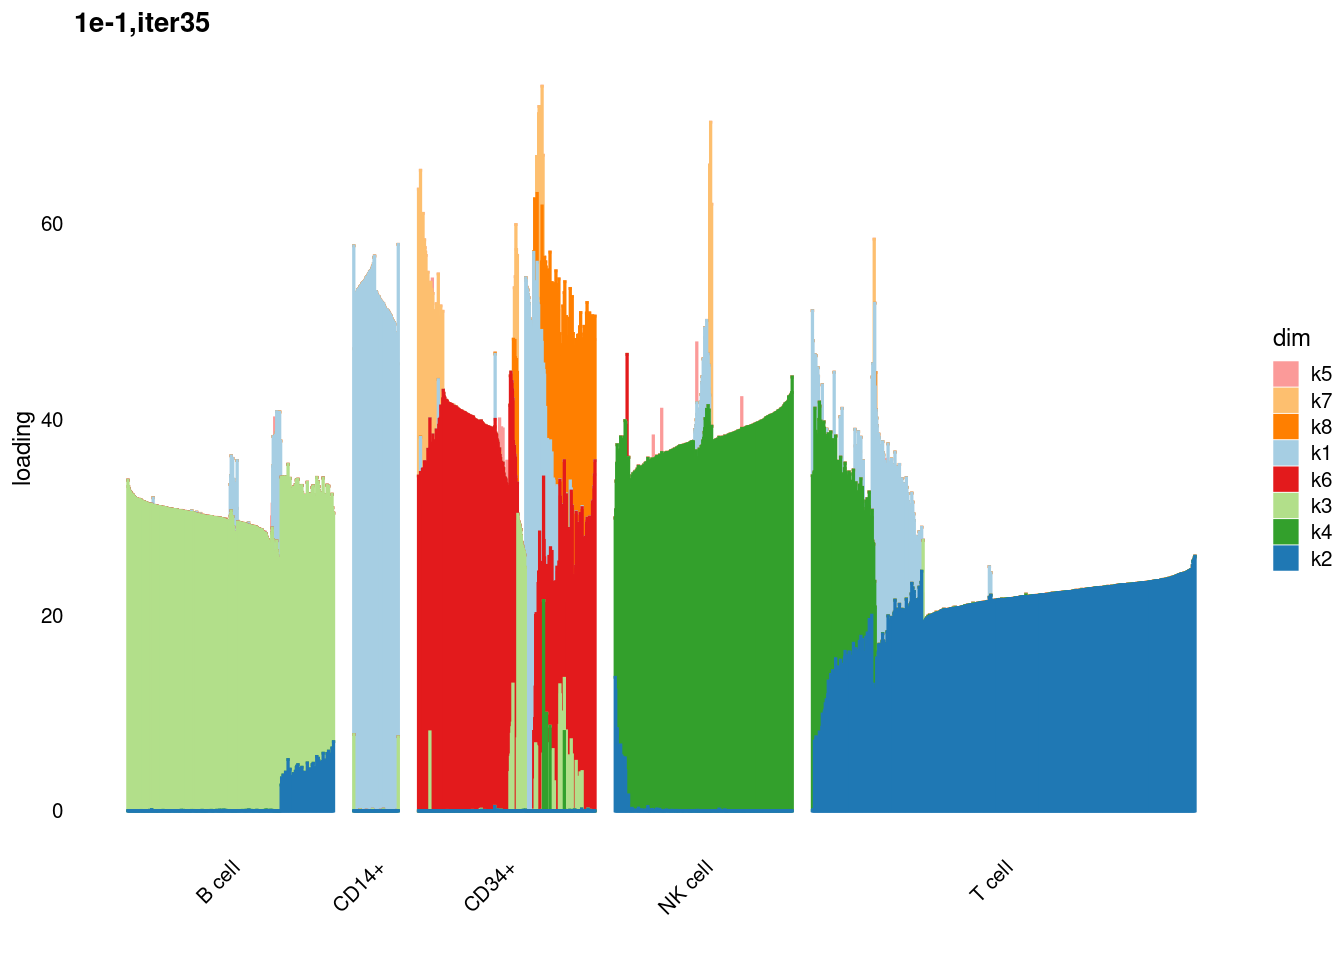 1e-1,iter35
loading
60
40
20
0
B cell
CD14+
CD34+
NK cell
T cell
dim
k5
k7
k8
k1
k6
k3
k4
k2